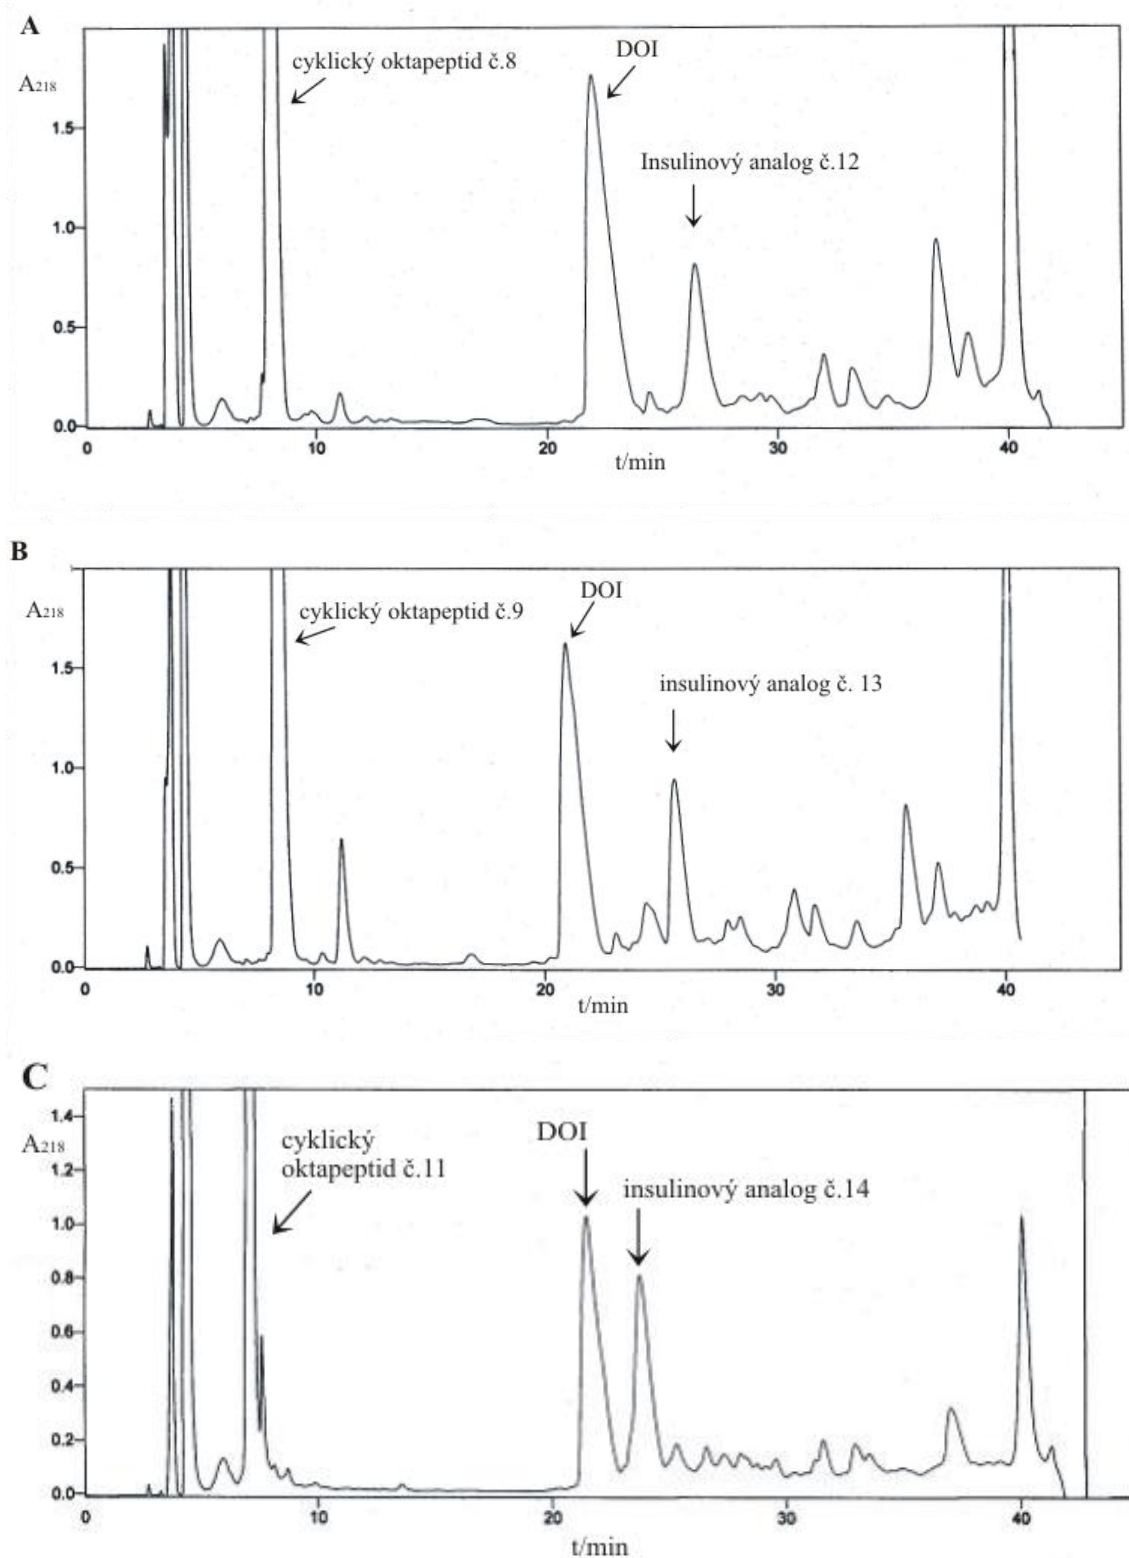 A
A218
cyklický oktapeptid č.8
DOI
Insulinový analog č.12
1.5
1.0
0.5
0.0
0 10 20 30 40
t/min
B
A218
cyklický oktapeptid č.9
DOI
insulinový analog č. 13
1.5
1.0
0.5
0.0
0 10 20 30 40
t/min
C
A218
cyklický
oktapeptid č.11
DOI
insulinový analog č.14
1.4
1.2
1.0
0.8
0.6
0.4
0.2
0.0
0 10 20 30 40
t/min